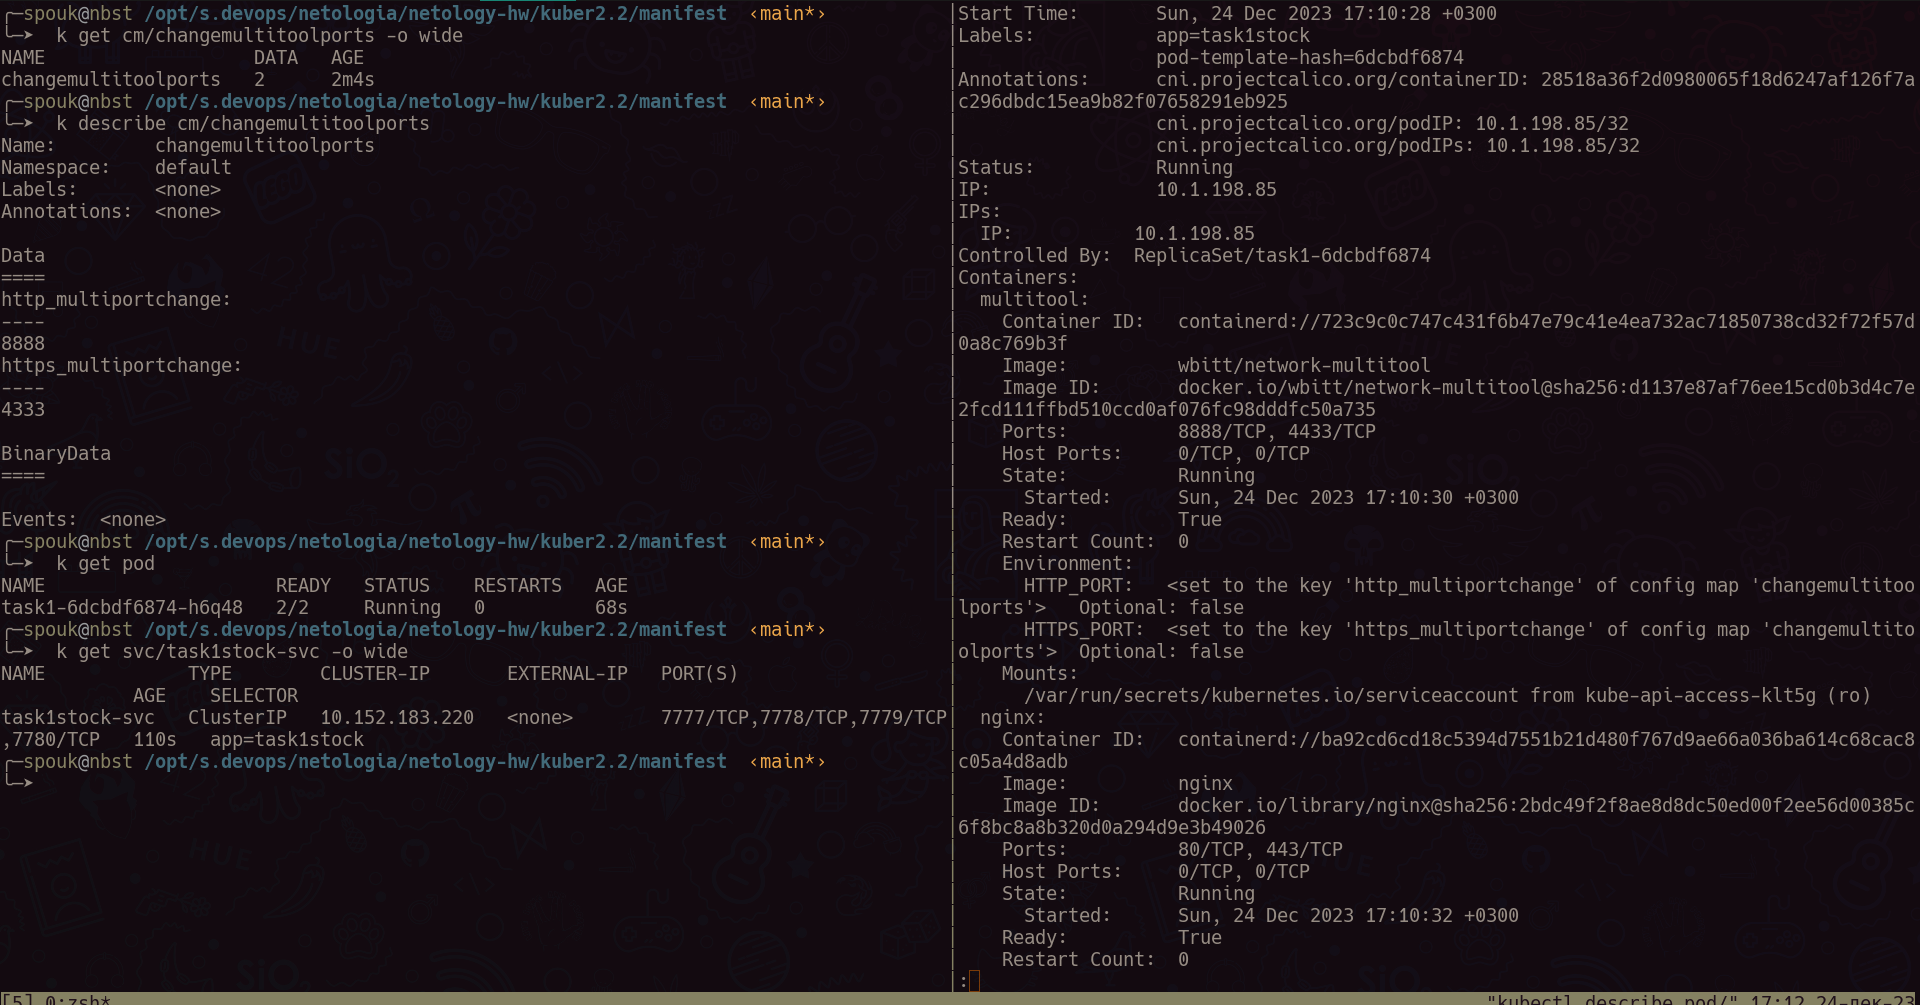 ╭─spouk@nbst /opt/s.devops/netologia/netology-hw/kuber2.2/manifest  ‹main*›
╰─➤  k get cm/changemultitoolports -o wide
NAME                   DATA   AGE
changemultitoolports   2      2m4s
╭─spouk@nbst /opt/s.devops/netologia/netology-hw/kuber2.2/manifest  ‹main*›
╰─➤  k describe cm/changemultitoolports
Name:         changemultitoolports
Namespace:    default
Labels:       <none>
Annotations:  <none>
Data
====
http_multiportchange:
----
8888
https_multiportchange:
----
4333
BinaryData
====
Events:  <none>
╭─spouk@nbst /opt/s.devops/netologia/netology-hw/kuber2.2/manifest  ‹main*›
╰─➤  k get pod
NAME                     READY   STATUS    RESTARTS   AGE
task1-6dcbdf6874-h6q48   2/2     Running   0          68s
╭─spouk@nbst /opt/s.devops/netologia/netology-hw/kuber2.2/manifest  ‹main*›
╰─➤  k get svc/task1stock-svc -o wide
NAME             TYPE        CLUSTER-IP       EXTERNAL-IP   PORT(S)
            AGE    SELECTOR
task1stock-svc   ClusterIP   10.152.183.220   <none>        7777/TCP,7778/TCP,7779/TCP
,7780/TCP   110s   app=task1stock
╭─spouk@nbst /opt/s.devops/netologia/netology-hw/kuber2.2/manifest  ‹main*›
╰─➤
Start Time:       Sun, 24 Dec 2023 17:10:28 +0300
Labels:           app=task1stock
                  pod-template-hash=6dcbdf6874
Annotations:      cni.projectcalico.org/containerID: 28518a36f2d0980065f18d6247af126f7a
c296dbdc15ea9b82f07658291eb925
                  cni.projectcalico.org/podIP: 10.1.198.85/32
                  cni.projectcalico.org/podIPs: 10.1.198.85/32
Status:           Running
IP:               10.1.198.85
IPs:
  IP:           10.1.198.85
Controlled By:  ReplicaSet/task1-6dcbdf6874
Containers:
  multitool:
    Container ID:   containerd://723c9c0c747c431f6b47e79c41e4ea732ac71850738cd32f72f57d
0a8c769b3f
    Image:          wbitt/network-multitool
    Image ID:       docker.io/wbitt/network-multitool@sha256:d1137e87af76ee15cd0b3d4c7e
2fcd111ffbd510ccd0af076fc98dddfc50a735
    Ports:          8888/TCP, 4433/TCP
    Host Ports:     0/TCP, 0/TCP
    State:          Running
      Started:      Sun, 24 Dec 2023 17:10:30 +0300
    Ready:          True
    Restart Count:  0
    Environment:
      HTTP_PORT:   <set to the key 'http_multiportchange' of config map 'changemultitoo
lports'>   Optional: false
      HTTPS_PORT:  <set to the key 'https_multiportchange' of config map 'changemultito
olports'>  Optional: false
    Mounts:
      /var/run/secrets/kubernetes.io/serviceaccount from kube-api-access-klt5g (ro)
  nginx:
    Container ID:   containerd://ba92cd6cd18c5394d7551b21d480f767d9ae66a036ba614c68cac8
c05a4d8adb
    Image:          nginx
    Image ID:       docker.io/library/nginx@sha256:2bdc49f2f8ae8d8dc50ed00f2ee56d00385c
6f8bc8a8b320d0a294d9e3b49026
    Ports:          80/TCP, 443/TCP
    Host Ports:     0/TCP, 0/TCP
    State:          Running
      Started:      Sun, 24 Dec 2023 17:10:32 +0300
    Ready:          True
    Restart Count:  0
:
[5] 0:zsh*
"kubectl describe pod/" 17:12 24-дек-23